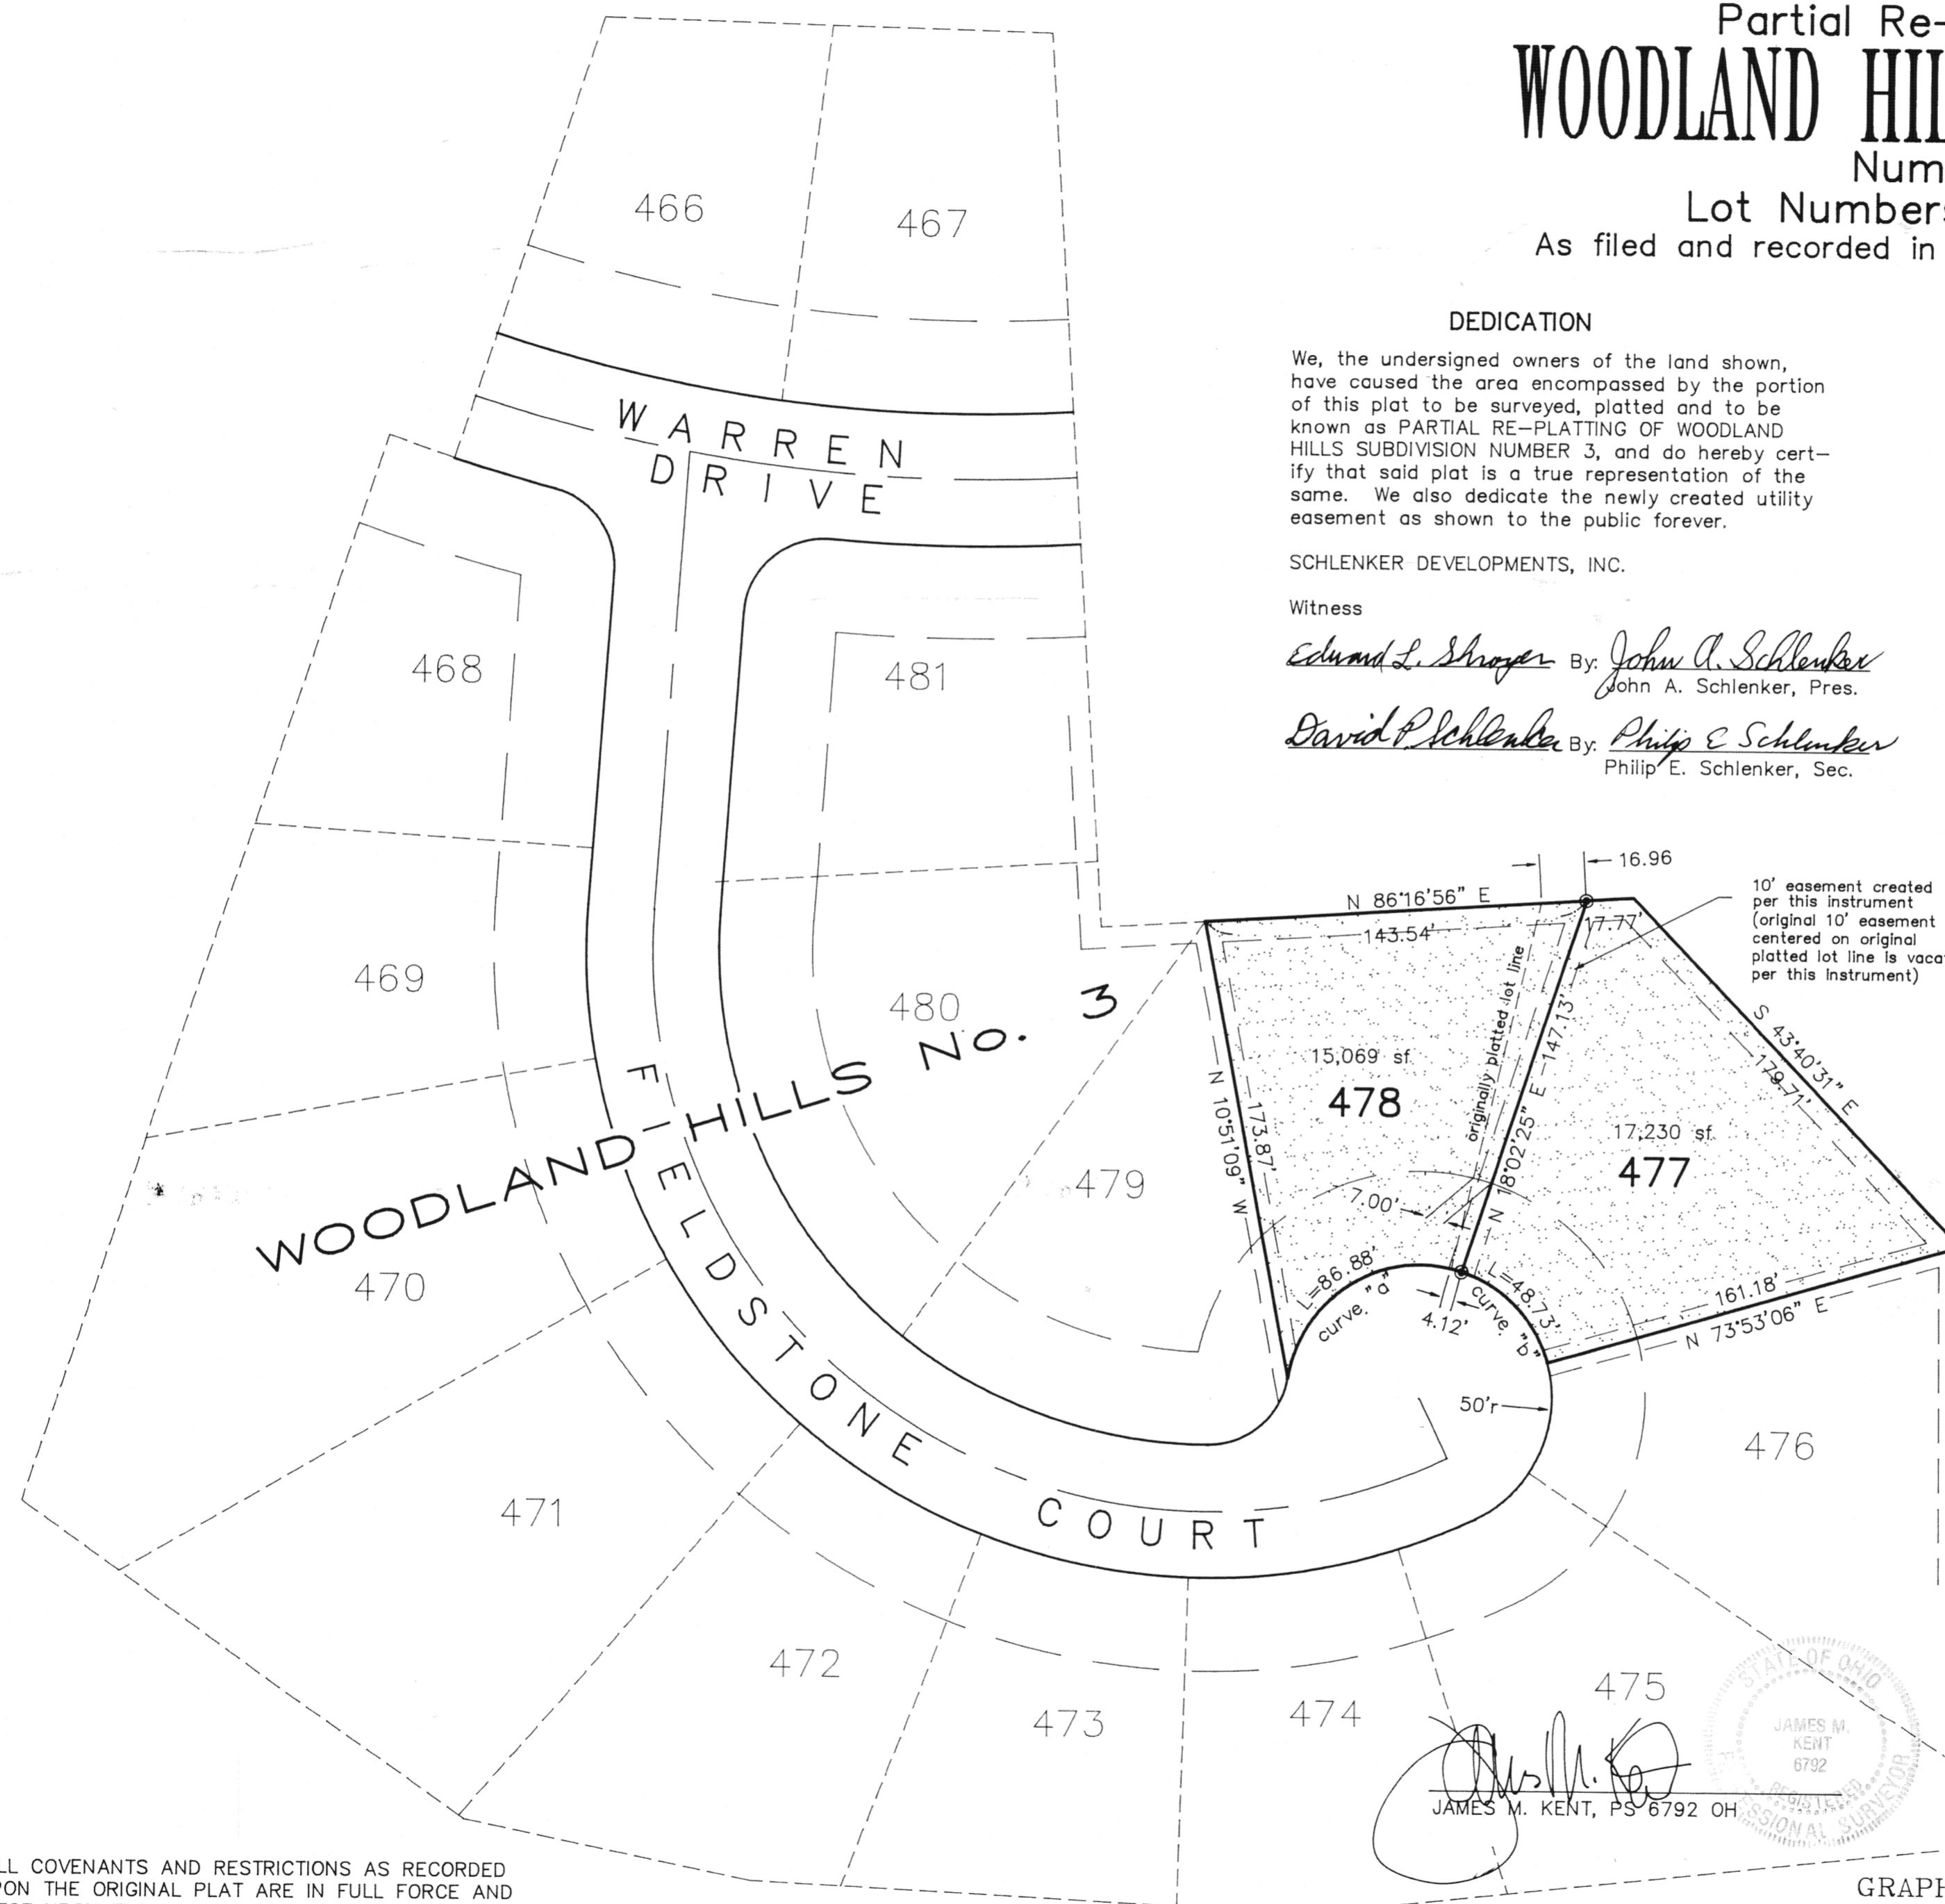 Partial Re-
WOODLAND HIL
Num
Lot Numbers
As filed and recorded in
DEDICATION
We, the undersigned owners of the land shown,
have caused the area encompassed by the portion
of this plat to be surveyed, platted and to be
known as PARTIAL RE-PLATTING OF WOODLAND
HILLS SUBDIVISION NUMBER 3, and do hereby cert-
ify that said plat is a true representation of the
same. We also dedicate the newly created utility
easement as shown to the public forever.
SCHLENKER DEVELOPMENTS, INC.
Witness
Edward L. Shroyer By: John A. Schlenker
John A. Schlenker, Pres.
David P. Schlenker By: Philip E Schlenker
Philip E. Schlenker, Sec.
466
467
WARREN
DRIVE
468
481
469
480
WOODLAND HILLS No. 3
470
479
FIELDSTONE COURT
471
472
473
474
475
476
16.96
10' easement created
per this instrument
(original 10' easement
centered on original
platted lot line is vaca
per this instrument)
N 86°16'56" E
143.54'
17.77'
originally platted lot line
N 18°02'25" E 147.13'
S 43°40'31" E
179.71'
15,069 sf
478
17,230 sf
477
N 10°51'09" W
173.87'
7.00'
L=86.88'
curve "a"
4.12'
L=48.73'
curve "b"
161.18'
N 73°53'06" E
50'r
STATE OF OHIO
JAMES M.
KENT
6792
REGISTERED
ESSIONAL SURVEYOR
James M. Kent
JAMES M. KENT, PS 6792 OH
LL COVENANTS AND RESTRICTIONS AS RECORDED
PON THE ORIGINAL PLAT ARE IN FULL FORCE AND
GRAPH